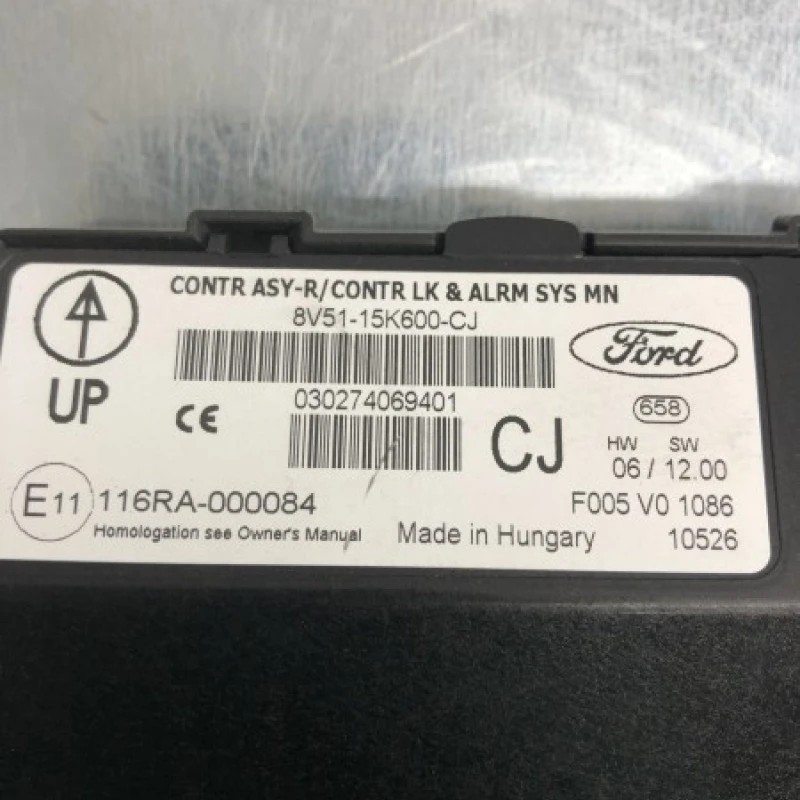 CONTR ASY-R/CONTR LK & ALRM SYS MN
8V51-15K600-CJ
Ford
UP
CE
030274069401
CJ
658
HW SW
06 / 12.00
E11 116RA-000084
F005 V0 1086
Homologation see Owner's Manual
Made in Hungary
10526